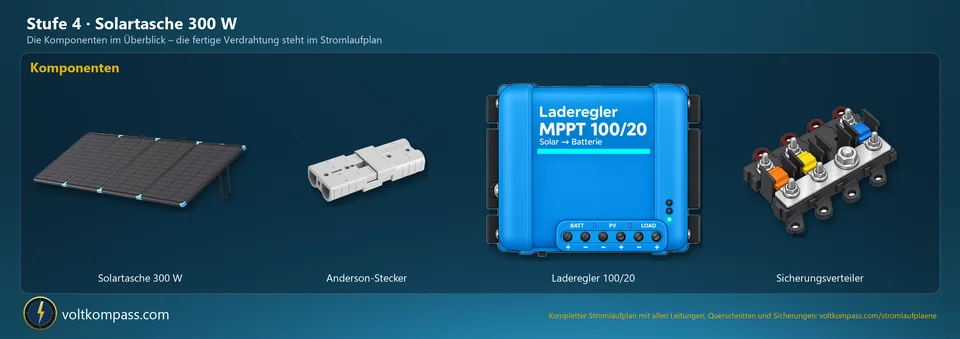 Stufe 4 · Solartasche 300 W
Die Komponenten im Überblick – die fertige Verdrahtung steht im Stromlaufplan
Komponenten
Laderegler
MPPT 100/20
Solar → Batterie
BATT PV LOAD
+ − − + − +
Solartasche 300 W
Anderson-Stecker
Laderegler 100/20
Sicherungsverteiler
voltkompass.com
Kompletter Stromlaufplan mit allen Leitungen, Querschnitten und Sicherungen: voltkompass.com/stromlaufplaene